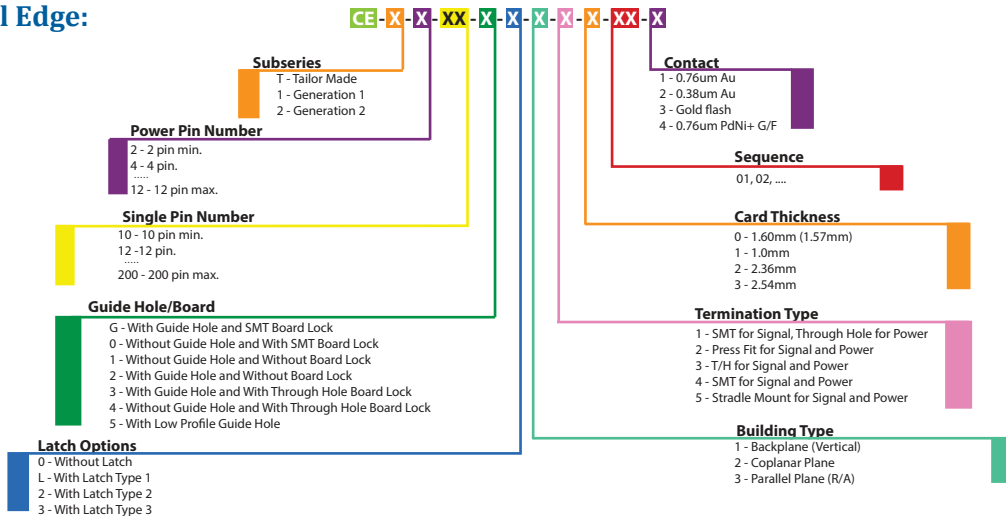 l Edge:
CE-X-X XX-X-X-X-X-X-XX-X
Subseries
T - Tailor Made
1 - Generation 1
2 - Generation 2
Power Pin Number
2 - 2 pin min.
4 - 4 pin.
.....
12 - 12 pin max.
Single Pin Number
10 - 10 pin min.
12 -12 pin.
.....
200 - 200 pin max.
Guide Hole/Board
G - With Guide Hole and SMT Board Lock
0 - Without Guide Hole and With SMT Board Lock
1 - Without Guide Hole and Without Board Lock
2 - With Guide Hole and Without Board Lock
3 - With Guide Hole and With Through Hole Board Lock
4 - Without Guide Hole and With Through Hole Board Lock
5 - With Low Profile Guide Hole
Latch Options
0 - Without Latch
L - With Latch Type 1
2 - With Latch Type 2
3 - With Latch Type 3
Contact
1 - 0.76um Au
2 - 0.38um Au
3 - Gold flash
4 - 0.76um PdNi+ G/F
Sequence
01, 02, ....
Card Thickness
0 - 1.60mm (1.57mm)
1 - 1.0mm
2 - 2.36mm
3 - 2.54mm
Termination Type
1 - SMT for Signal, Through Hole for Power
2 - Press Fit for Signal and Power
3 - T/H for Signal and Power
4 - SMT for Signal and Power
5 - Stradle Mount for Signal and Power
Building Type
1 - Backplane (Vertical)
2 - Coplanar Plane
3 - Parallel Plane (R/A)